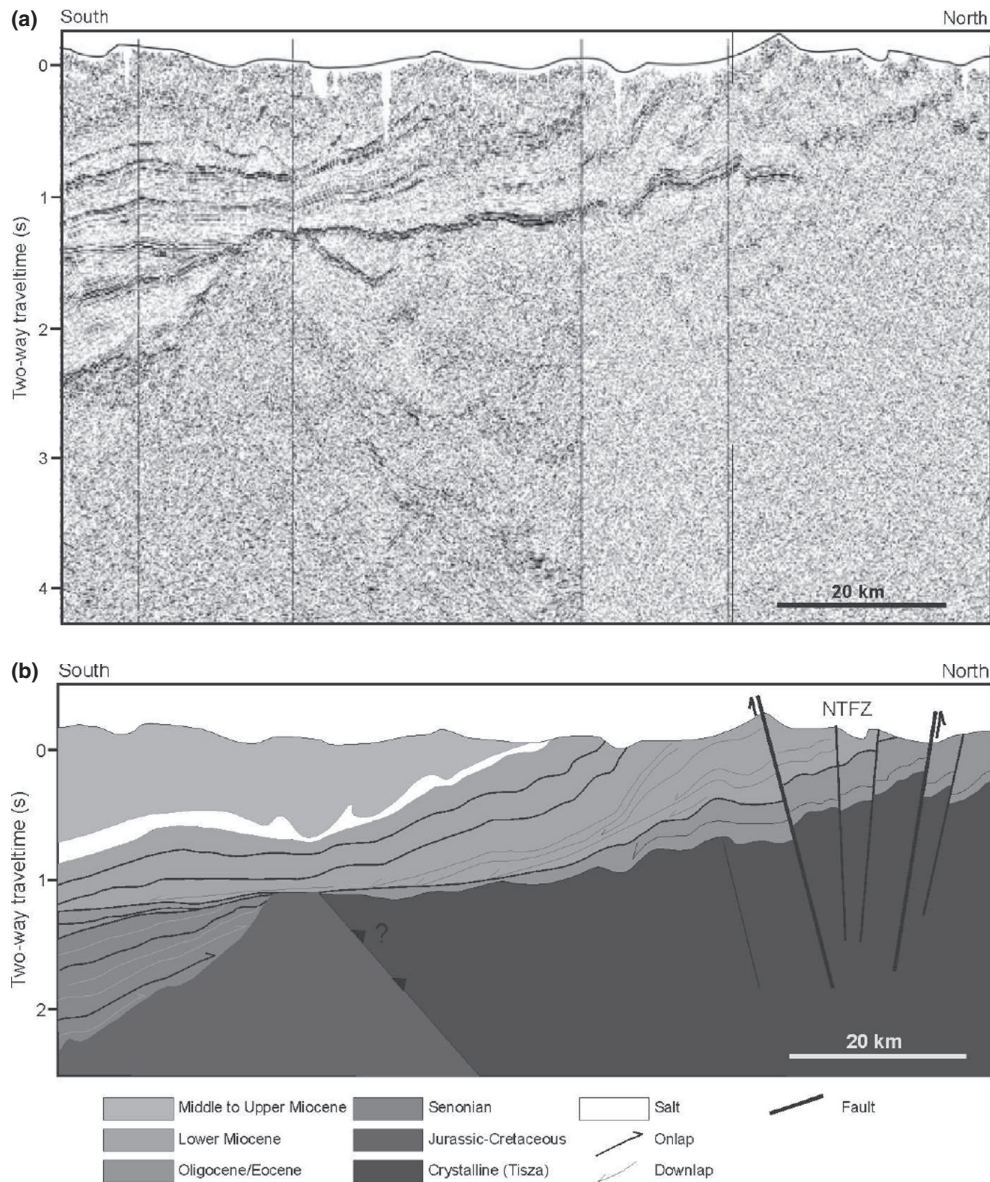 (a) South North
0
1
2
3
4
Two-way traveltime (s)
20 km
(b) South North
NTFZ
0
1
2
?
Two-way traveltime (s)
20 km
Middle to Upper Miocene Senonian Salt Fault
Lower Miocene Jurassic-Cretaceous Onlap
Oligocene/Eocene Crystalline (Tisza) Downlap